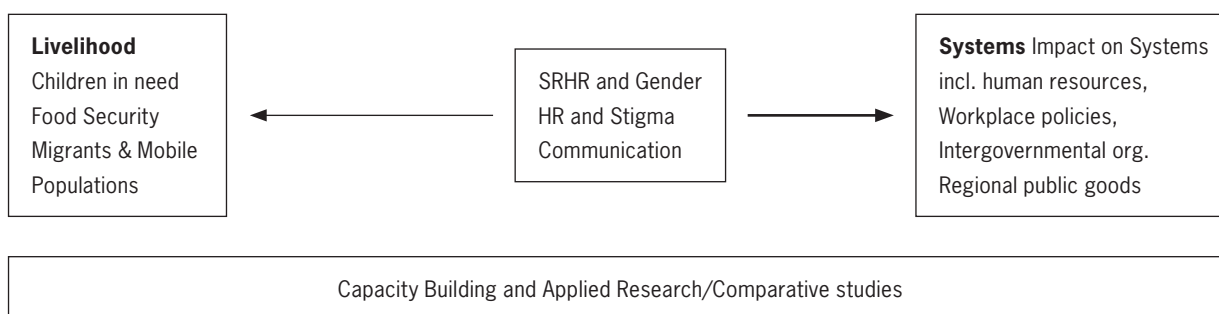 Livelihood
Children in need
Food Security
Migrants & Mobile
Populations
SRHR and Gender
HR and Stigma
Communication
Systems Impact on Systems
incl. human resources,
Workplace policies,
Intergovernmental org.
Regional public goods
Capacity Building and Applied Research/Comparative studies